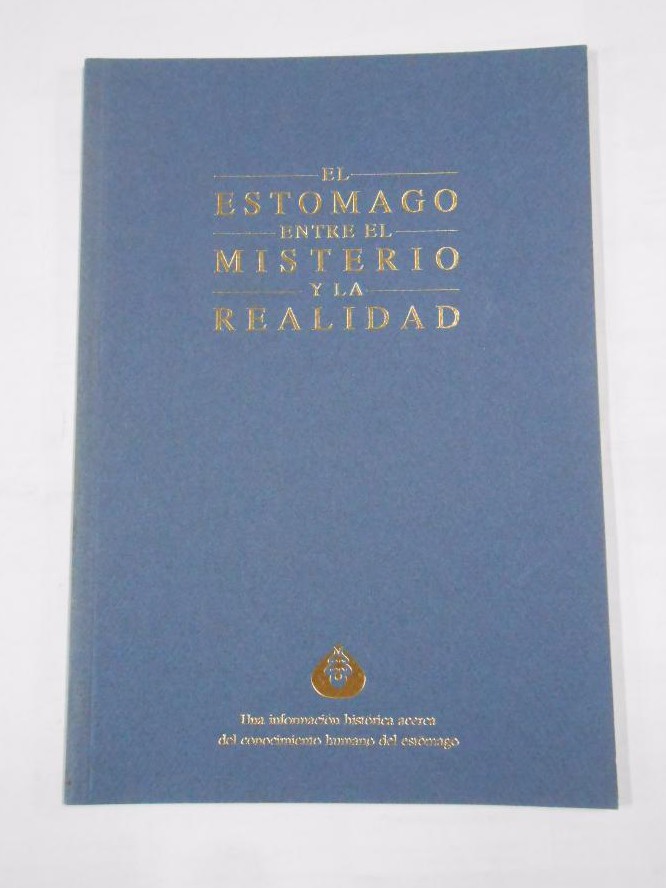 EL
ESTOMAGO
ENTRE EL
MISTERIO
Y LA
REALIDAD
Una información histórica acerca
del conocimiento humano del estómago